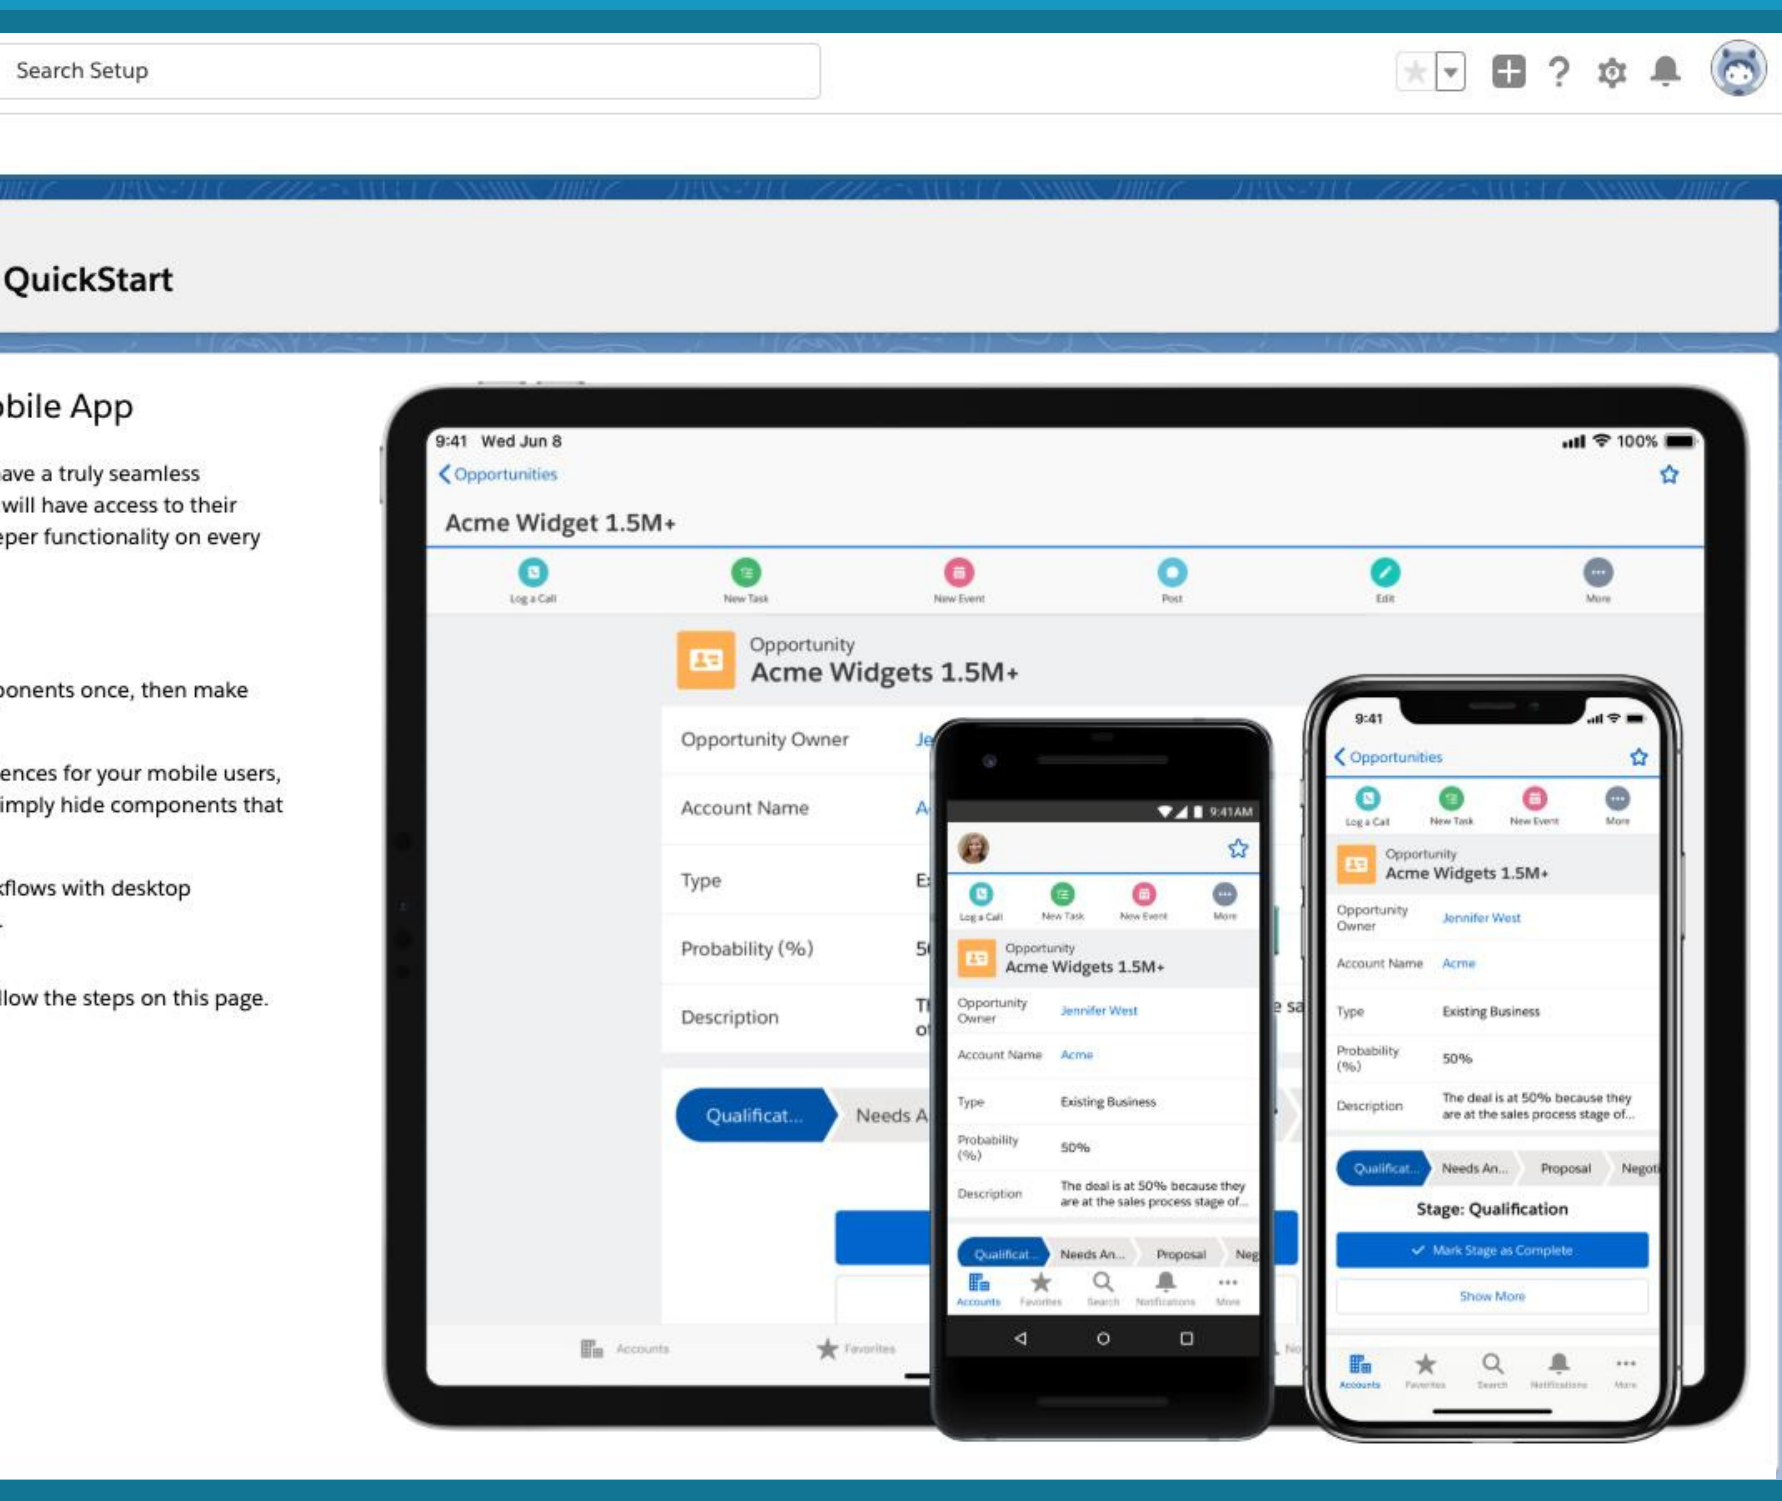 Search Setup
QuickStart
obile App
ave a truly seamless
will have access to their
eper functionality on every
ponents once, then make
ences for your mobile users,
imply hide components that
kflows with desktop
llow the steps on this page.
9:41 Wed Jun 8
100%
Opportunities
Acme Widget 1.5M+
Log a Call
New Task
New Event
Post
Edit
More
Opportunity
Acme Widgets 1.5M+
Opportunity Owner
Je
Account Name
A
Type
E
Probability (%)
5
Description
e sa
Qualificat...
Needs A
Accounts
Favorites
No
9:41AM
Log a Call
New Task
New Event
More
Opportunity
Acme Widgets 1.5M+
Opportunity
Owner
Jennifer West
Account Name
Acme
Type
Existing Business
Probability
(%)
50%
Description
The deal is at 50% because they
are at the sales process stage of...
Qualificat...
Needs An...
Proposal
Neg
Accounts
Favorites
Search
Notifications
More
9:41
Opportunities
Log a Call
New Task
New Event
More
Opportunity
Acme Widgets 1.5M+
Opportunity
Owner
Jennifer West
Account Name
Acme
Type
Existing Business
Probability
(%)
50%
Description
The deal is at 50% because they
are at the sales process stage of...
Qualificat...
Needs An...
Proposal
Negoti
Stage: Qualification
Mark Stage as Complete
Show More
Accounts
Favorites
Search
Notifications
More